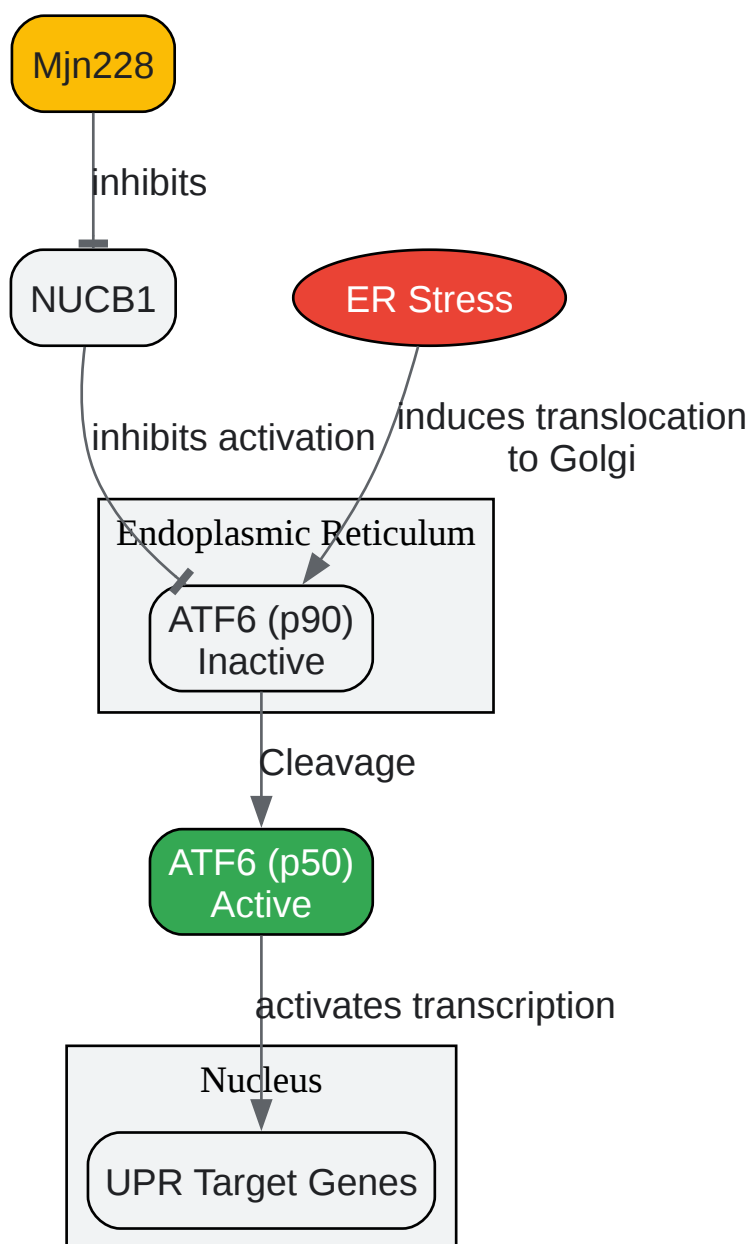 Mjn228
inhibits
NUCB1
ER Stress
inhibits activation
induces translocation
to Golgi
Endoplasmic Reticulum
ATF6 (p90)
Inactive
Cleavage
ATF6 (p50)
Active
activates transcription
Nucleus
UPR Target Genes